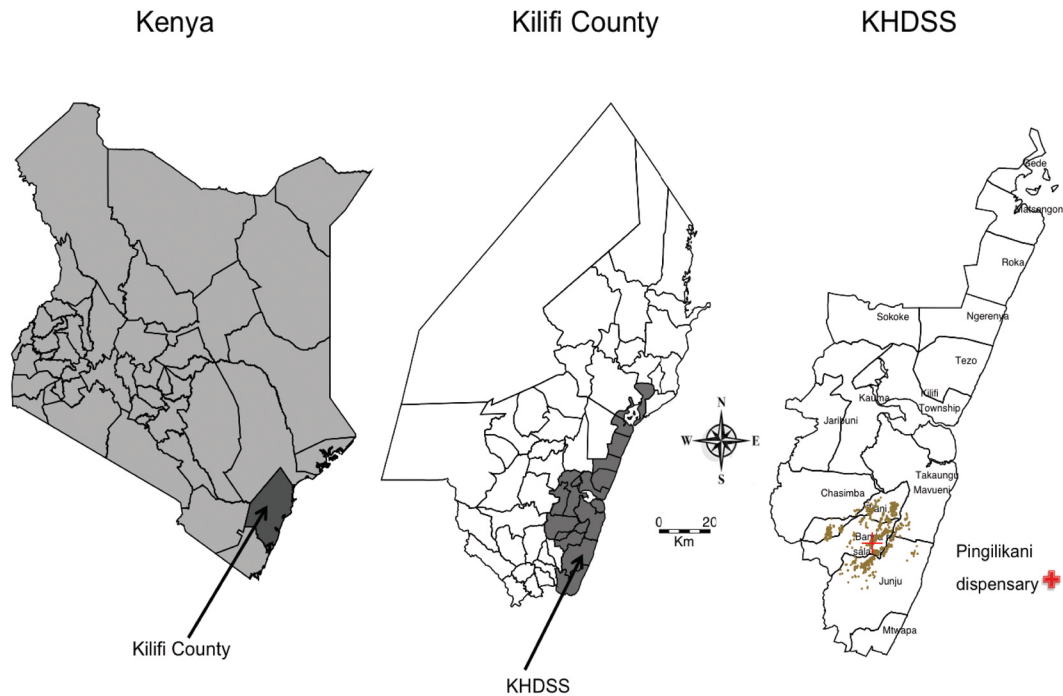 Kenya
Kilifi County
KHDSS
Gede
Matsangon
Roka
Sokoke
Ngerenya
Tezo
Kilifi
Township
Kauma
Jaribuni
Takaungu
Mavueni
Chasimba
Junju
Mtwapa
N
W E
S
0 20
Km
Pingilikani
dispensary
Kilifi County
KHDSS